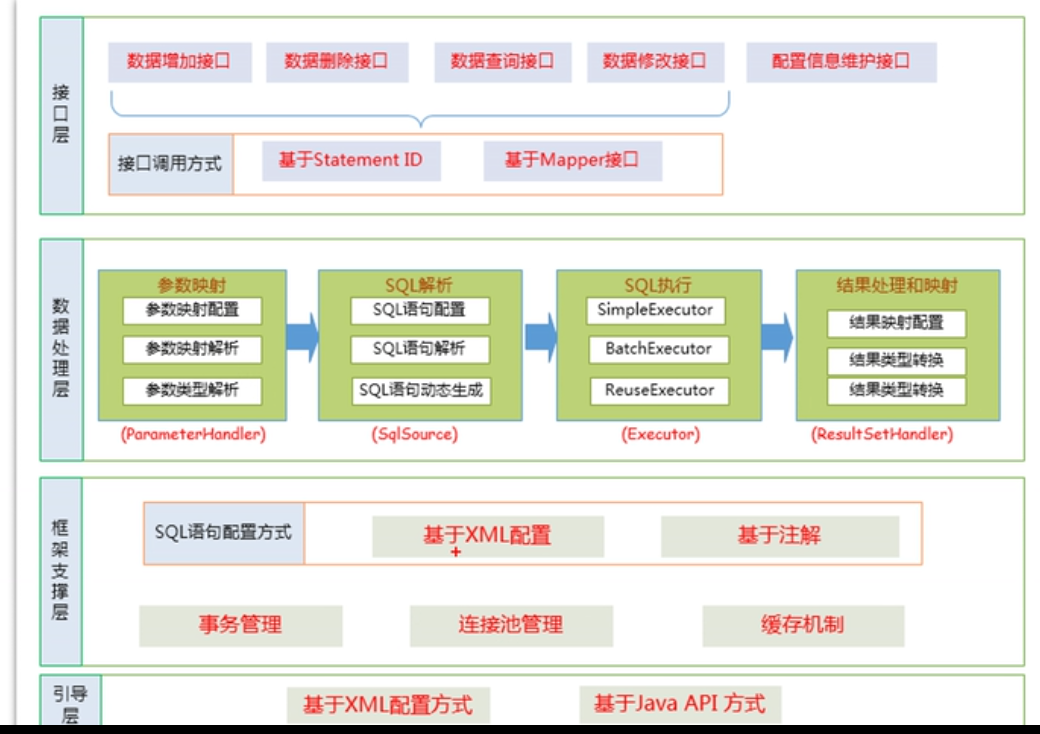 接口层
数据增加接口
数据删除接口
数据查询接口
数据修改接口
配置信息维护接口
接口调用方式
基于Statement ID
基于Mapper接口
数据处理层
参数映射
参数映射配置
参数映射解析
参数类型解析
(ParameterHandler)
SQL解析
SQL语句配置
SQL语句解析
SQL语句动态生成
(SqlSource)
SQL执行
SimpleExecutor
BatchExecutor
ReuseExecutor
(Executor)
结果处理和映射
结果映射配置
结果类型转换
结果类型转换
(ResultSetHandler)
框架支撑层
SQL语句配置方式
基于XML配置
基于注解
事务管理
连接池管理
缓存机制
引导层
基于XML配置方式
基于Java API 方式